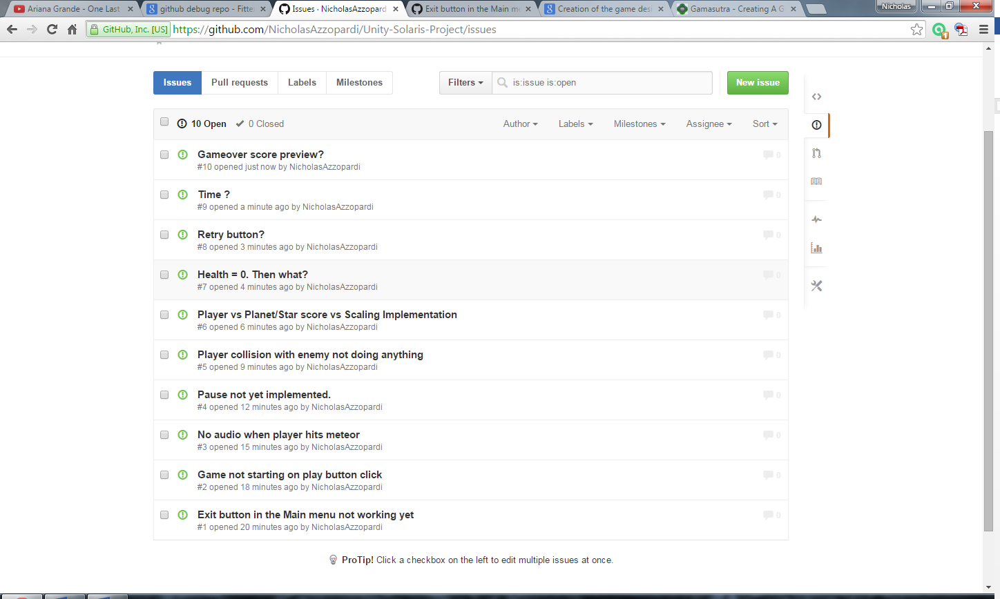 Ariana Grande - One Last
github debug repo - Fitte
Issues · NicholasAzzopard
Exit button in the Main m
Creation of the game des
Gamasutra - Creating A G
Nicholas
GitHub, Inc. [US] https://github.com/NicholasAzzopardi/Unity-Solaris-Project/issues
Issues Pull requests Labels Milestones Filters is:issue is:open New issue
10 Open 0 Closed Author Labels Milestones Assignee Sort
Gameover score preview? 0
#10 opened just now by NicholasAzzopardi
Time ? 0
#9 opened a minute ago by NicholasAzzopardi
Retry button? 0
#8 opened 3 minutes ago by NicholasAzzopardi
Health = 0. Then what? 0
#7 opened 4 minutes ago by NicholasAzzopardi
Player vs Planet/Star score vs Scaling Implementation 0
#6 opened 6 minutes ago by NicholasAzzopardi
Player collision with enemy not doing anything 0
#5 opened 9 minutes ago by NicholasAzzopardi
Pause not yet implemented. 0
#4 opened 12 minutes ago by NicholasAzzopardi
No audio when player hits meteor 0
#3 opened 15 minutes ago by NicholasAzzopardi
Game not starting on play button click 0
#2 opened 18 minutes ago by NicholasAzzopardi
Exit button in the Main menu not working yet 0
#1 opened 20 minutes ago by NicholasAzzopardi
ProTip! Click a checkbox on the left to edit multiple issues at once.